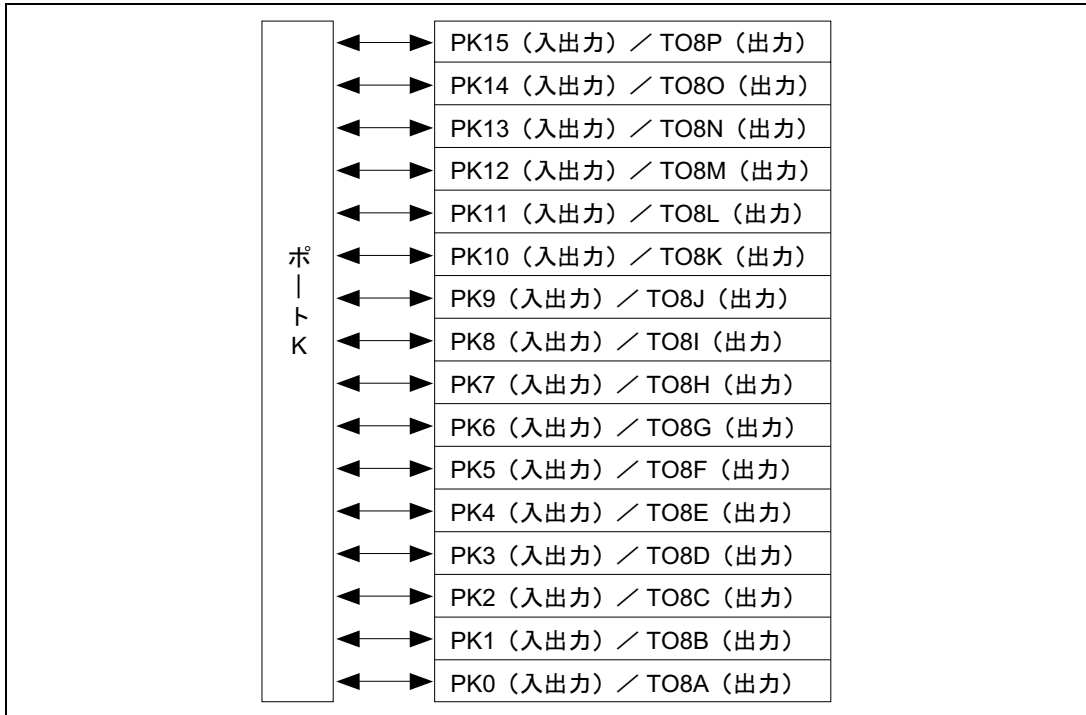 PK15（入出力）／TO8P（出力）
PK14（入出力）／TO8O（出力）
PK13（入出力）／TO8N（出力）
PK12（入出力）／TO8M（出力）
PK11（入出力）／TO8L（出力）
PK10（入出力）／TO8K（出力）
PK9（入出力）／TO8J（出力）
PK8（入出力）／TO8I（出力）
PK7（入出力）／TO8H（出力）
PK6（入出力）／TO8G（出力）
PK5（入出力）／TO8F（出力）
PK4（入出力）／TO8E（出力）
PK3（入出力）／TO8D（出力）
PK2（入出力）／TO8C（出力）
PK1（入出力）／TO8B（出力）
PK0（入出力）／TO8A（出力）
ポートK